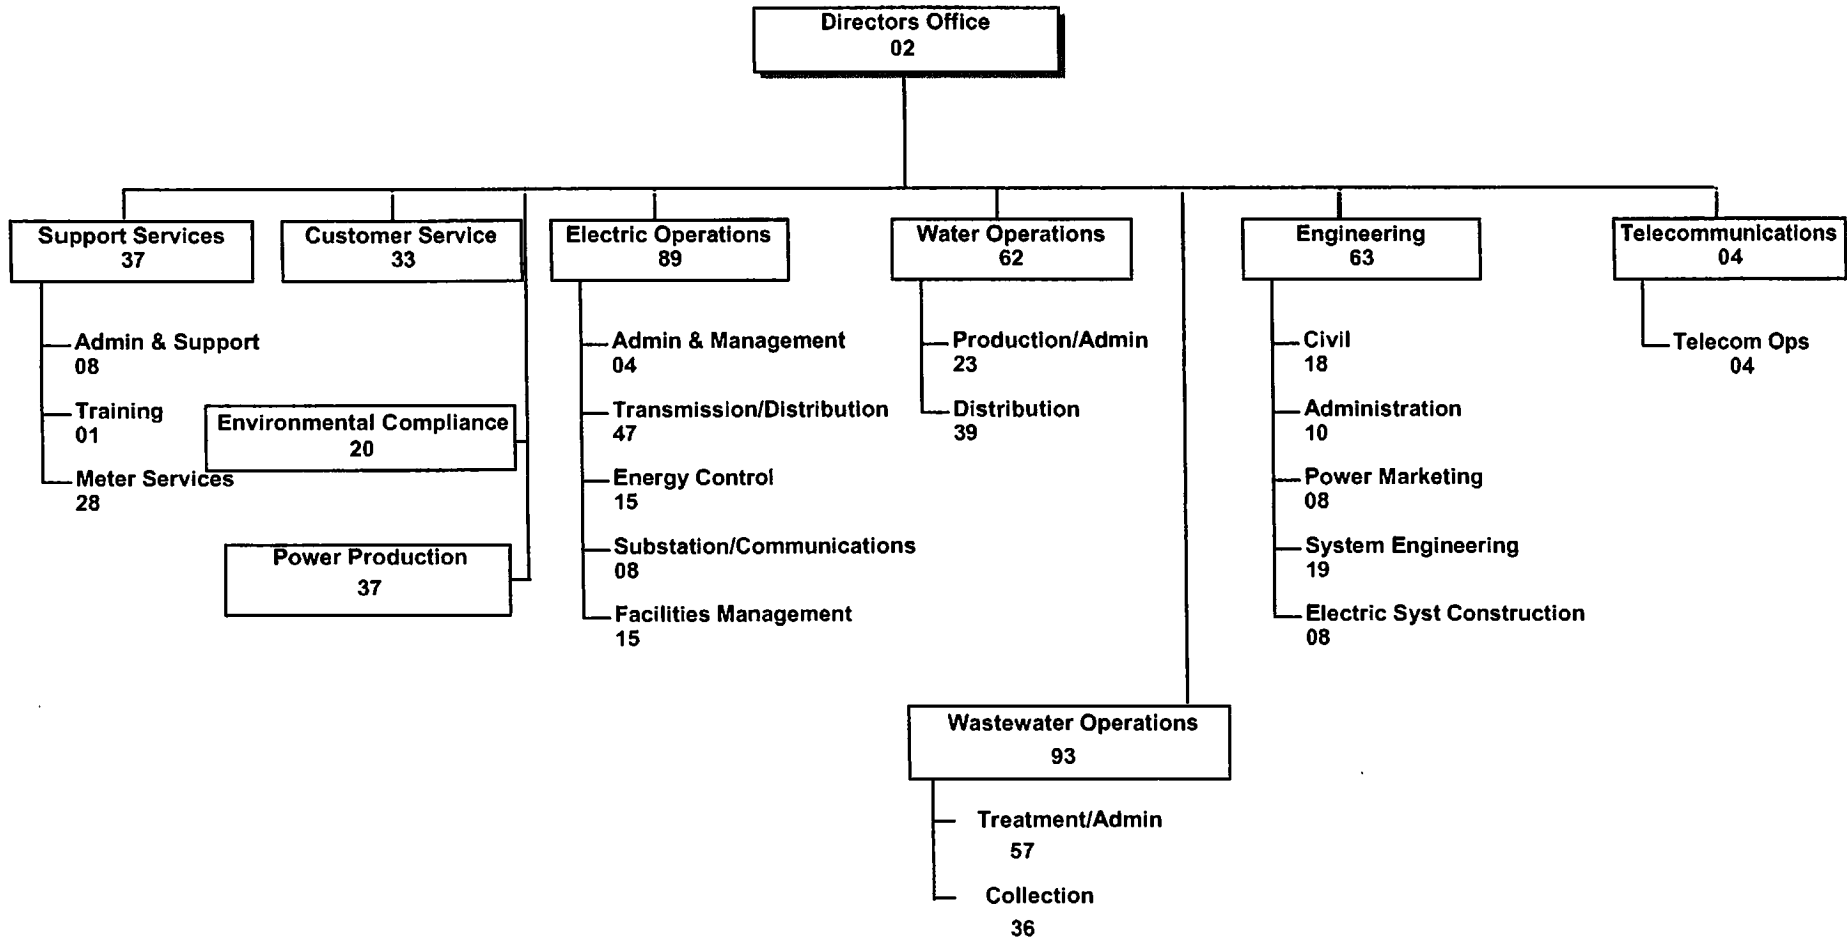 Directors Office
02
Support Services
37
Admin & Support
08
Training
01
Meter Services
28
Customer Service
33
Environmental Compliance
20
Power Production
37
Electric Operations
89
Admin & Management
04
Transmission/Distribution
47
Energy Control
15
Substation/Communications
08
Facilities Management
15
Water Operations
62
Production/Admin
23
Distribution
39
Wastewater Operations
93
Treatment/Admin
57
Collection
36
Engineering
63
Civil
18
Administration
10
Power Marketing
08
System Engineering
19
Electric Syst Construction
08
Telecommunications
04
Telecom Ops
04